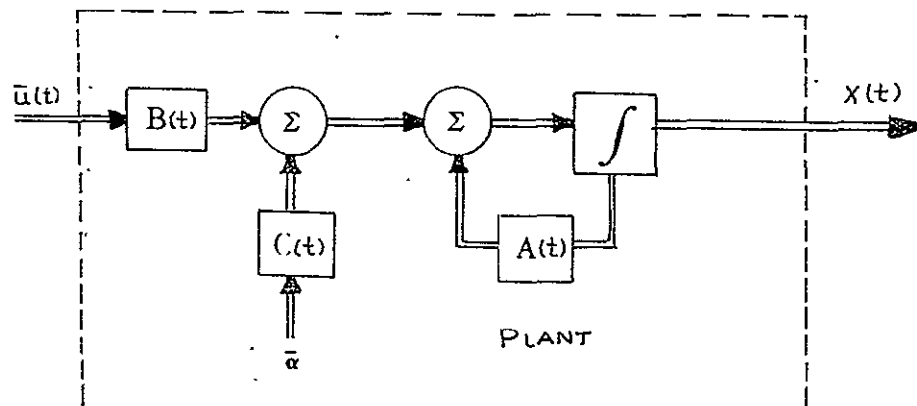 ū(t)
B(t)
Σ
Σ
∫
X(t)
C(t)
A(t)
ᾱ
PLANT